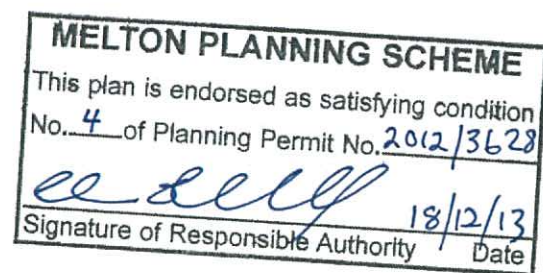 MELTON PLANNING SCHEME
This plan is endorsed as satisfying condition
No. 4 of Planning Permit No. 2012/3628
18/12/13
Signature of Responsible Authority Date